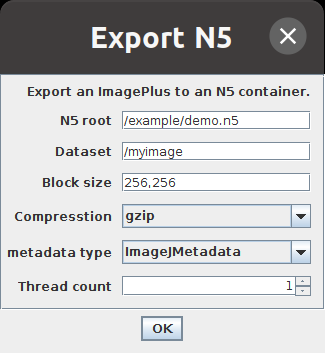 Export N5
Export an ImagePlus to an N5 container.
N5 root /example/demo.n5
Dataset /myimage
Block size 256,256
Compresstion gzip
metadata type ImageJMetadata
Thread count 1
OK